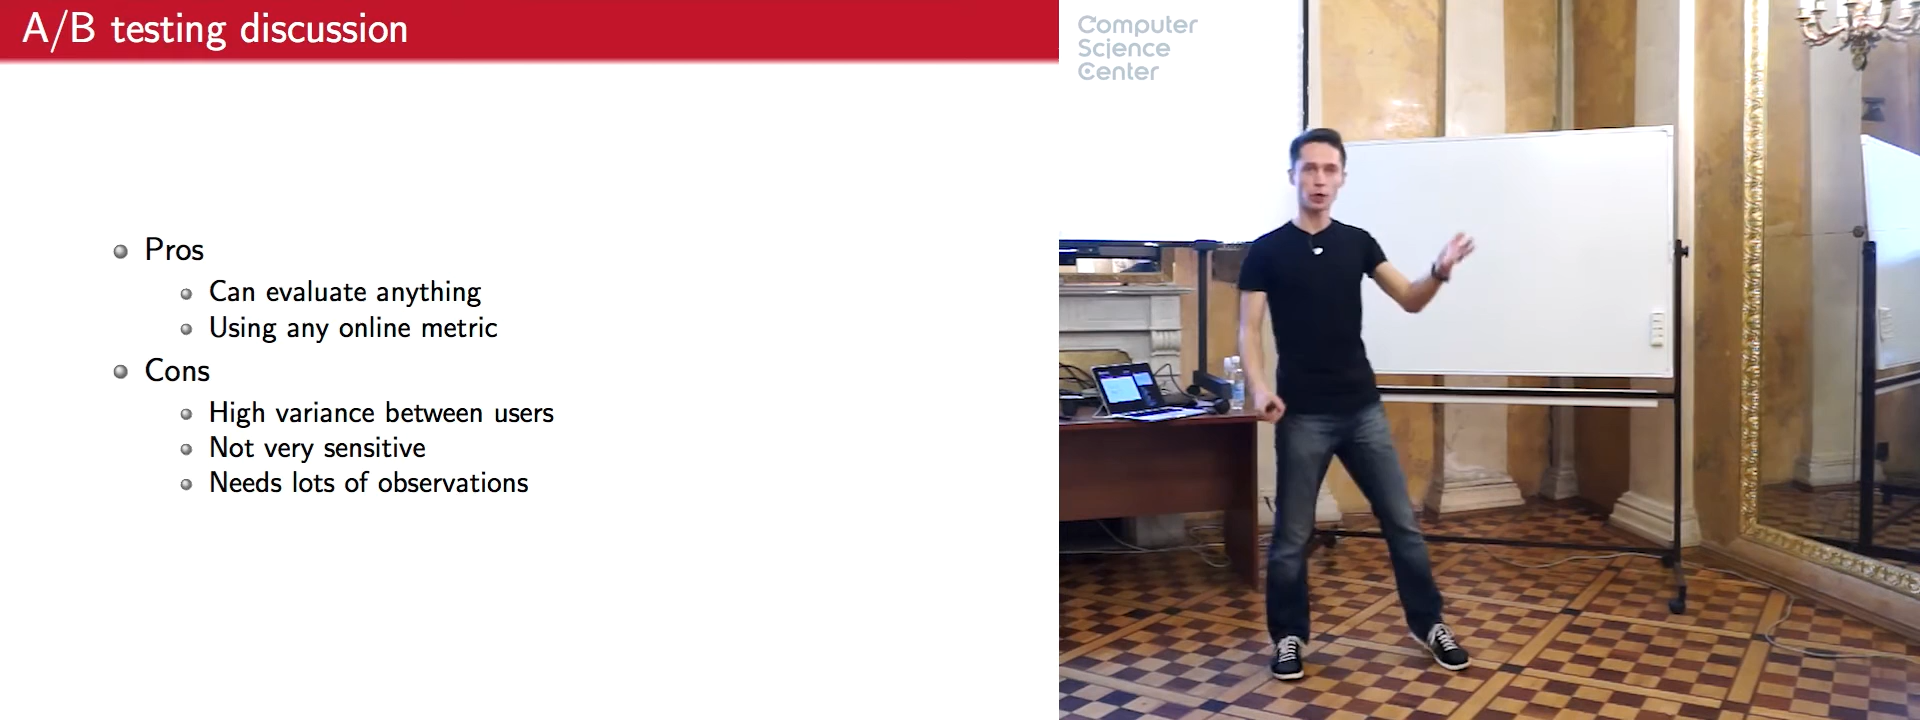 A/B testing discussion
Pros
Can evaluate anything
Using any online metric
Cons
High variance between users
Not very sensitive
Needs lots of observations
Computer
Science
Center